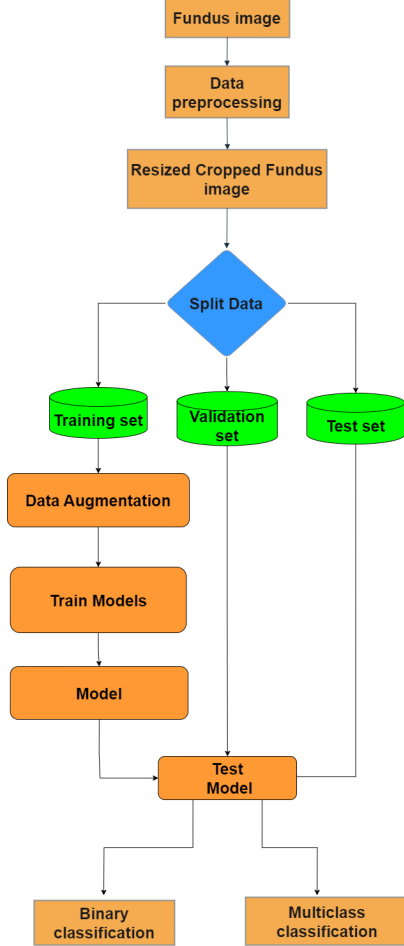 Fundus image
Data
preprocessing
Resized Cropped Fundus
image
Split Data
Training set
Validation
set
Test set
Data Augmentation
Train Models
Model
Test
Model
Binary
classification
Multiclass
classification